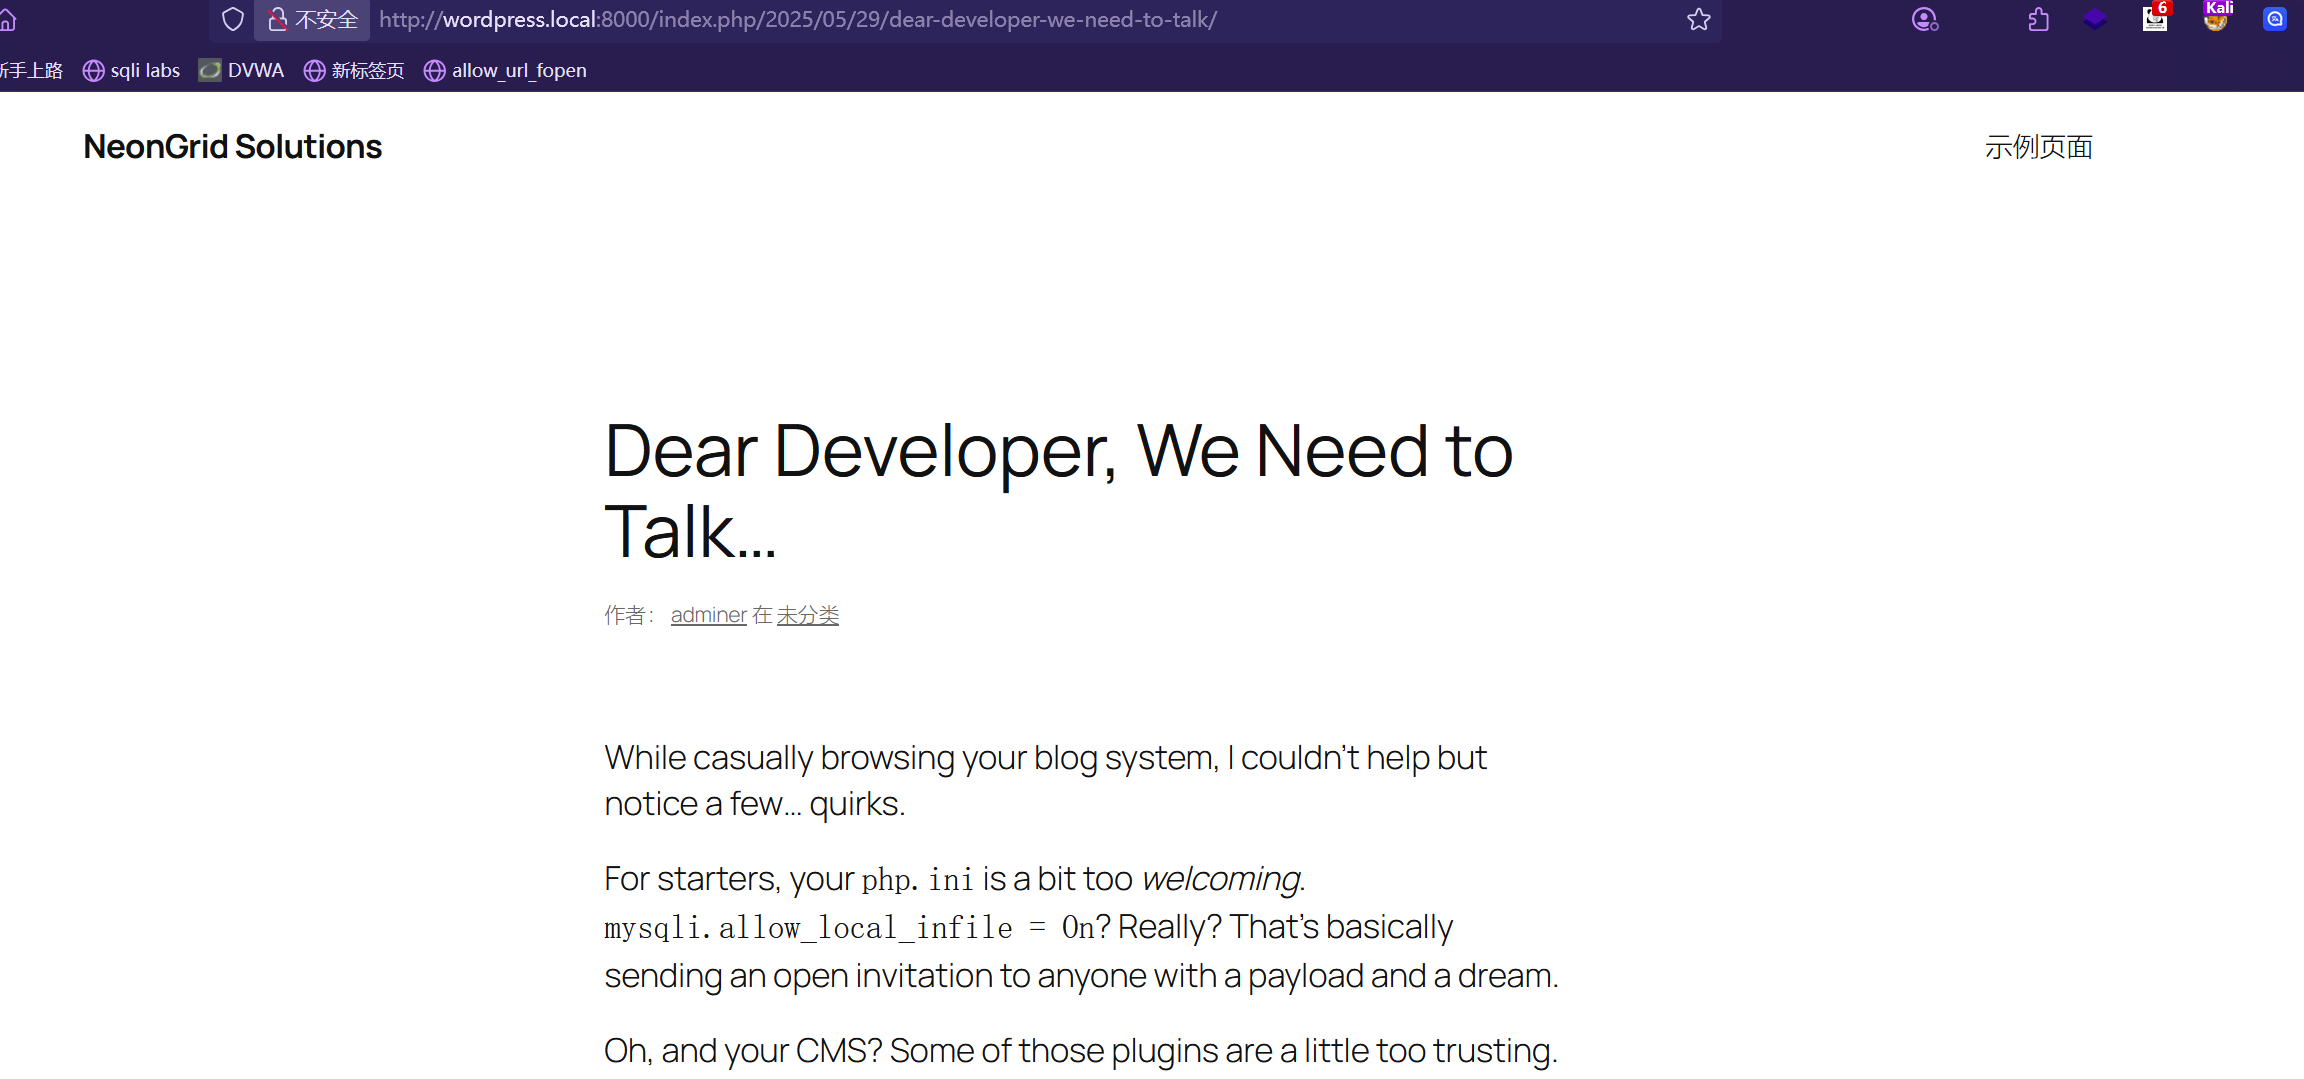 不安全 http://wordpress.local:8000/index.php/2025/05/29/dear-developer-we-need-to-talk/ 6 Kali
新手上路 sqli labs DVWA 新标签页 allow_url_fopen
NeonGrid Solutions 示例页面
Dear Developer, We Need to
Talk…
作者： adminer 在 未分类
While casually browsing your blog system, I couldn’t help but
notice a few… quirks.
For starters, your php.ini is a bit too welcoming.
mysqli.allow_local_infile = On? Really? That’s basically
sending an open invitation to anyone with a payload and a dream.
Oh, and your CMS? Some of those plugins are a little too trusting.